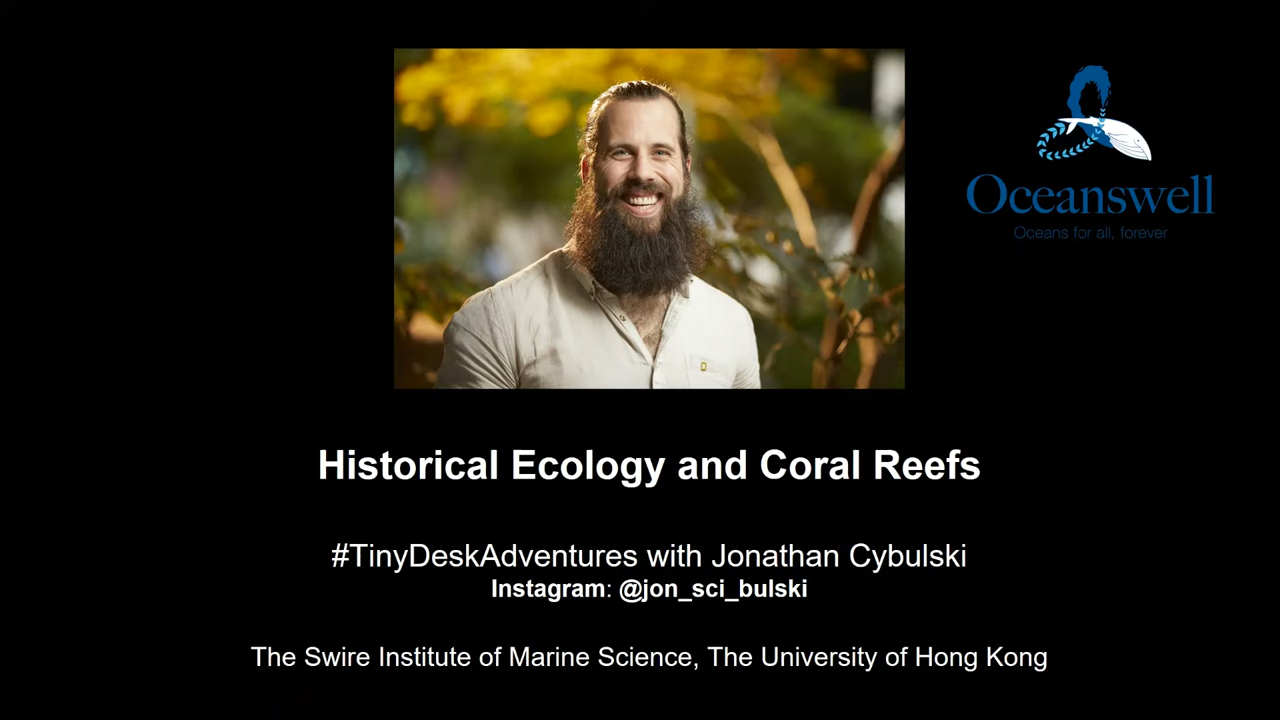 Oceanswell
Oceans for all, forever
Historical Ecology and Coral Reefs
#TinyDeskAdventures with Jonathan Cybulski
Instagram: @jon_sci_bulski
The Swire Institute of Marine Science, The University of Hong Kong